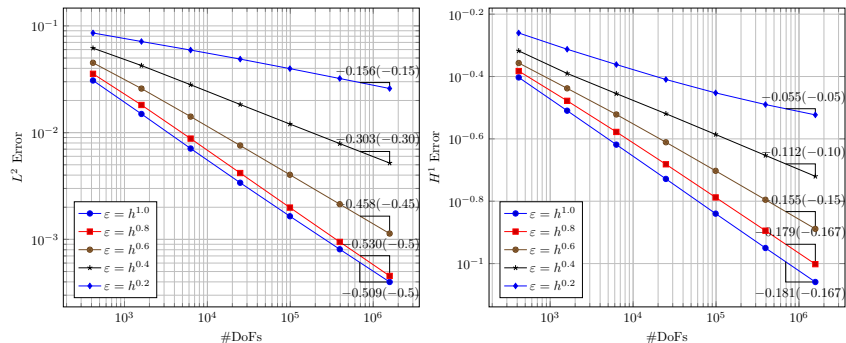 10^{-1}
10^{-2}
10^{-3}
L^2 Error
−0.156(−0.15)
−0.303(−0.30)
−0.458(−0.45)
−0.530(−0.5)
−0.509(−0.5)
ε = h^{1.0}
ε = h^{0.8}
ε = h^{0.6}
ε = h^{0.4}
ε = h^{0.2}
10^3 10^4 10^5 10^6
#DoFs
10^{−0.4}
10^{−0.6}
10^{−0.8}
10^{−1}
H^1 Error
−0.055(−0.05)
−0.112(−0.10)
−0.155(−0.15)
−0.179(−0.167)
−0.181(−0.167)
ε = h^{1.0}
ε = h^{0.8}
ε = h^{0.6}
ε = h^{0.4}
ε = h^{0.2}
10^3 10^4 10^5 10^6
#DoFs